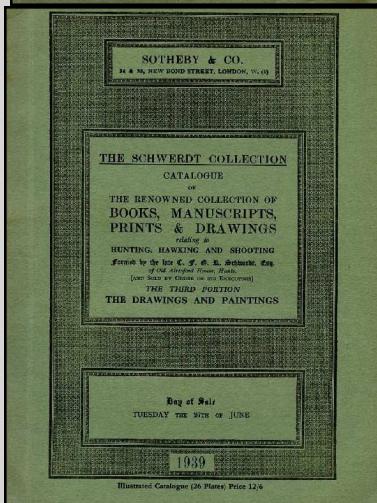 SOTHEBY & CO.
34 & 35, NEW BOND STREET, LONDON, W. (1)
THE SCHWERDT COLLECTION
CATALOGUE
OF
THE RENOWNED COLLECTION OF
BOOKS, MANUSCRIPTS,
PRINTS & DRAWINGS
relating to
HUNTING, HAWKING AND SHOOTING
Formed by the late C. F. G. R. Schwerdt, Esq.
of Old Alresford House, Hants.
(AND SOLD BY ORDER OF HIS EXECUTORS)
THE THIRD PORTION
THE DRAWINGS AND PAINTINGS
Day of Sale
TUESDAY THE 27TH OF JUNE
1939
Illustrated Catalogue (26 Plates) Price 12/6